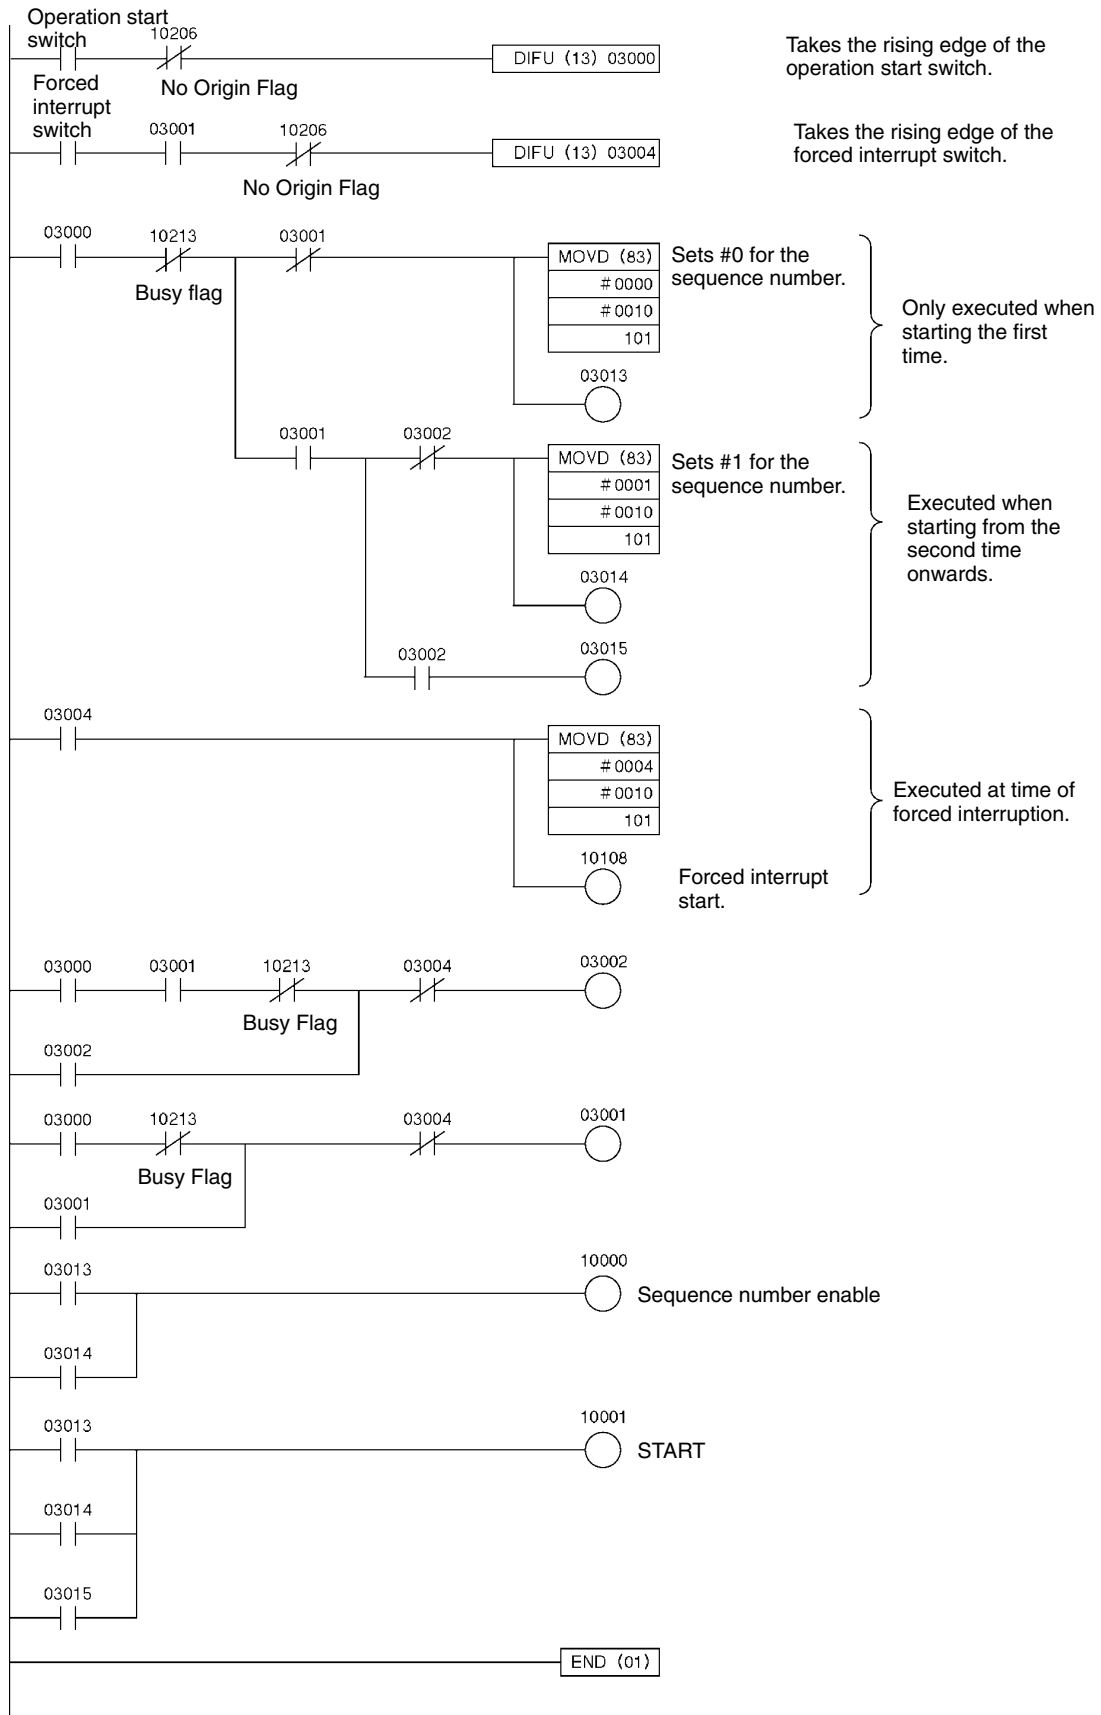 Operation start
switch
10206
DIFU (13) 03000
Takes the rising edge of the
operation start switch.
Forced
interrupt
switch
No Origin Flag
03001
10206
DIFU (13) 03004
Takes the rising edge of the
forced interrupt switch.
No Origin Flag
03000
10213
03001
Busy flag
MOVD (83)
#0000
#0010
101
Sets #0 for the
sequence number.
Only executed when
starting the first
time.
03013
03001
03002
MOVD (83)
#0001
#0010
101
Sets #1 for the
sequence number.
Executed when
starting from the
second time
onwards.
03014
03002
03015
03004
MOVD (83)
#0004
#0010
101
Executed at time of
forced interruption.
10108
Forced interrupt
start.
03000
03001
10213
03004
03002
Busy Flag
03002
03000
10213
03004
03001
Busy Flag
03001
03013
10000
Sequence number enable
03014
03013
10001
START
03014
03015
END (01)